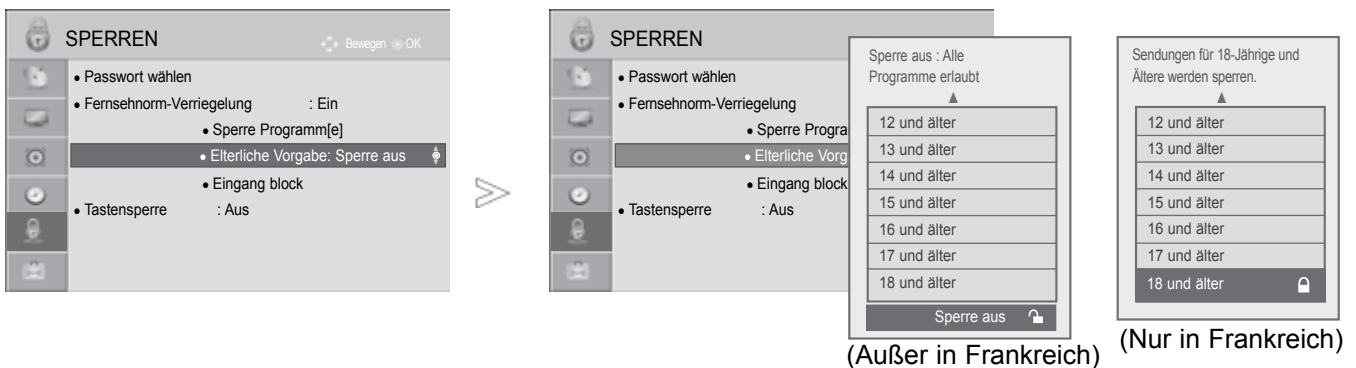 SPERREN
Bewegen OK
• Passwort wählen
• Fernsehnorm-Verriegelung : Ein
• Sperre Programm[e]
• Elterliche Vorgabe: Sperre aus
• Eingang block
• Tastensperre : Aus
SPERREN
• Passwort wählen
• Fernsehnorm-Verriegelung
• Sperre Progra
• Elterliche Vorg
• Eingang block
• Tastensperre : Aus
Sperre aus : Alle
Programme erlaubt
12 und älter
13 und älter
14 und älter
15 und älter
16 und älter
17 und älter
18 und älter
Sperre aus
(Außer in Frankreich)
Sendungen für 18-Jährige und
Ältere werden sperren.
12 und älter
13 und älter
14 und älter
15 und älter
16 und älter
17 und älter
18 und älter
(Nur in Frankreich)